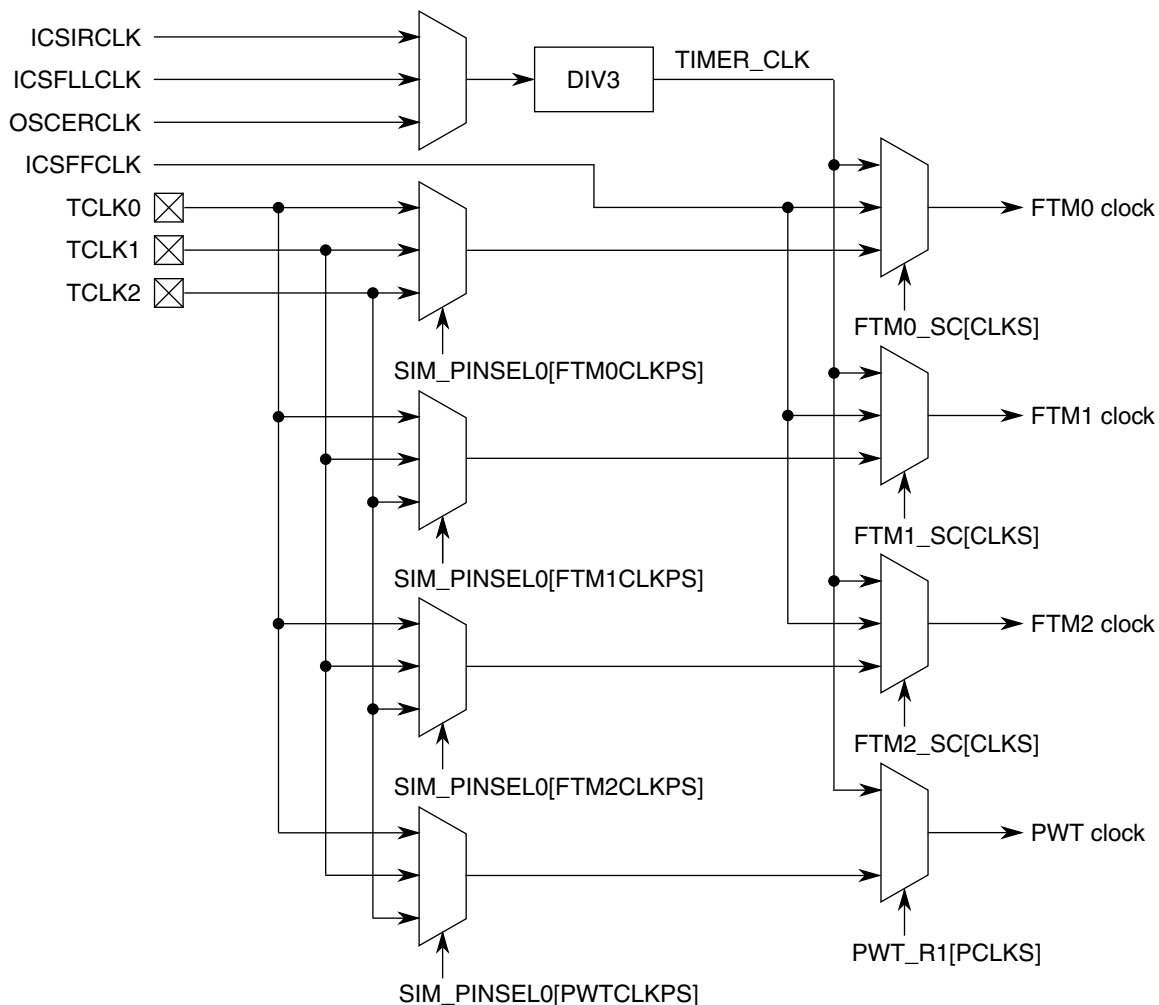 ICSIRCLK
ICSFLLCLK
OSCERCLK
ICSFFCLK
TCLK0
TCLK1
TCLK2
DIV3
TIMER_CLK
FTM0 clock
FTM0_SC[CLKS]
SIM_PINSEL0[FTM0CLKPS]
FTM1 clock
FTM1_SC[CLKS]
SIM_PINSEL0[FTM1CLKPS]
FTM2 clock
FTM2_SC[CLKS]
SIM_PINSEL0[FTM2CLKPS]
PWT clock
PWT_R1[PCLKS]
SIM_PINSEL0[PWTCLKPS]